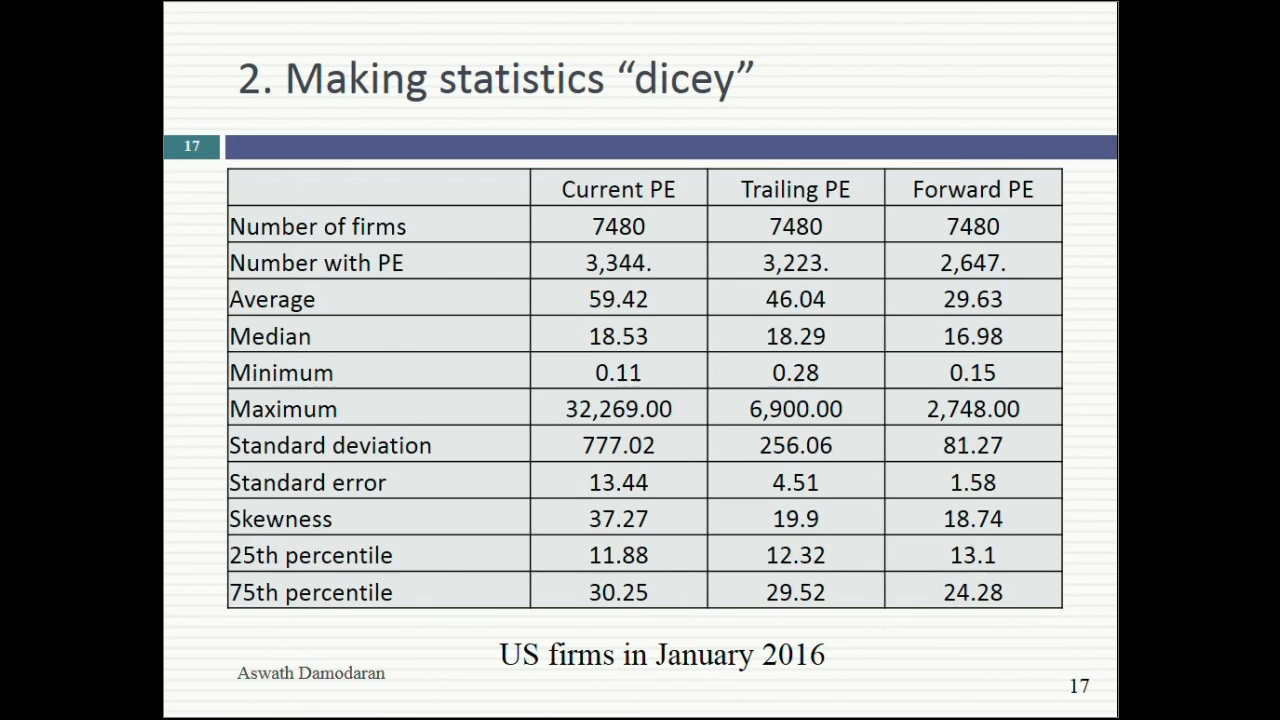 2. Making statistics “dicey”
17
Current PE Trailing PE Forward PE
Number of firms 7480 7480 7480
Number with PE 3,344. 3,223. 2,647.
Average 59.42 46.04 29.63
Median 18.53 18.29 16.98
Minimum 0.11 0.28 0.15
Maximum 32,269.00 6,900.00 2,748.00
Standard deviation 777.02 256.06 81.27
Standard error 13.44 4.51 1.58
Skewness 37.27 19.9 18.74
25th percentile 11.88 12.32 13.1
75th percentile 30.25 29.52 24.28
US firms in January 2016
Aswath Damodaran
17